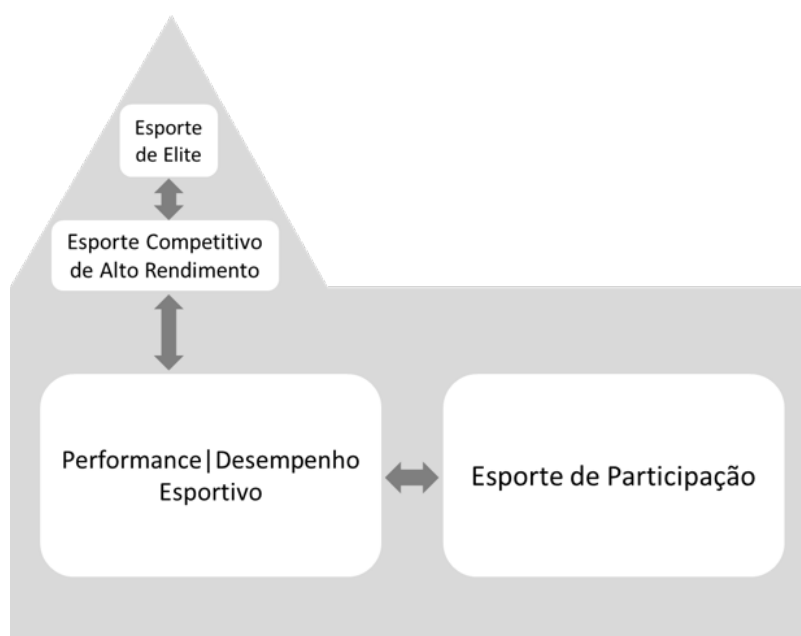 Esporte
de Elite
Esporte Competitivo
de Alto Rendimento
Performance|Desempenho
Esportivo
Esporte de Participação